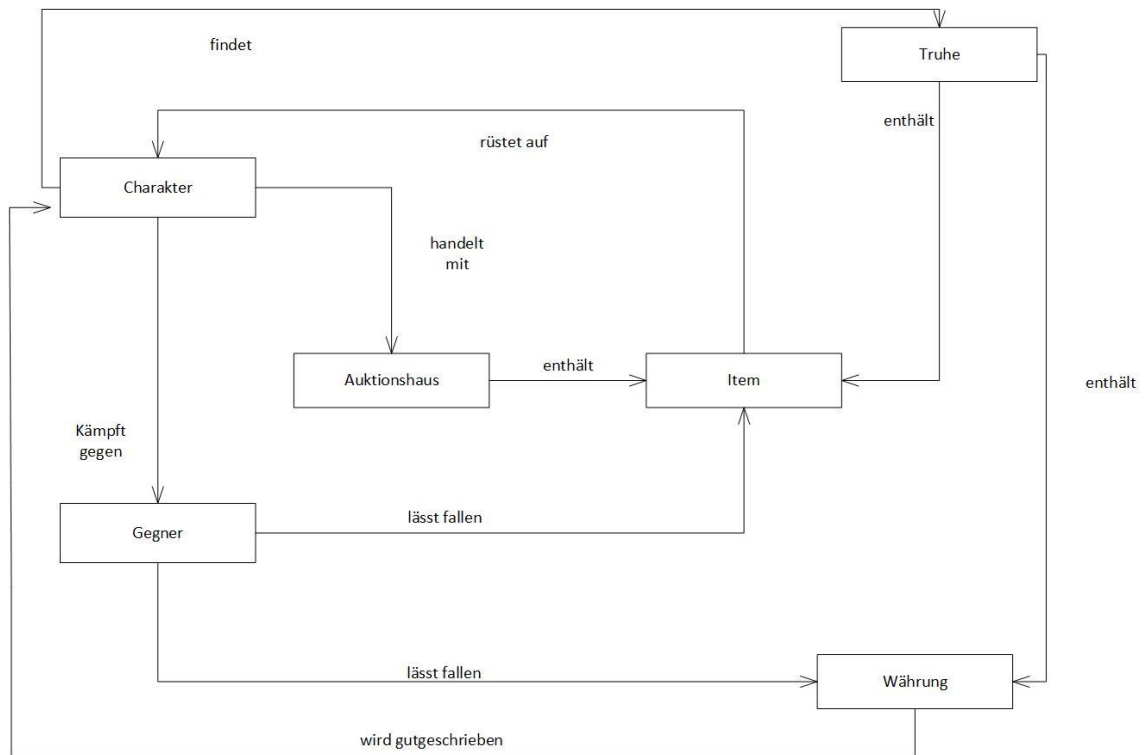 findet
Truhe
enthält
rüstet auf
Charakter
handelt
mit
enthält
Auktionshaus
Item
enthält
Kämpft
gegen
lässt fallen
Gegner
lässt fallen
Währung
wird gutgeschrieben